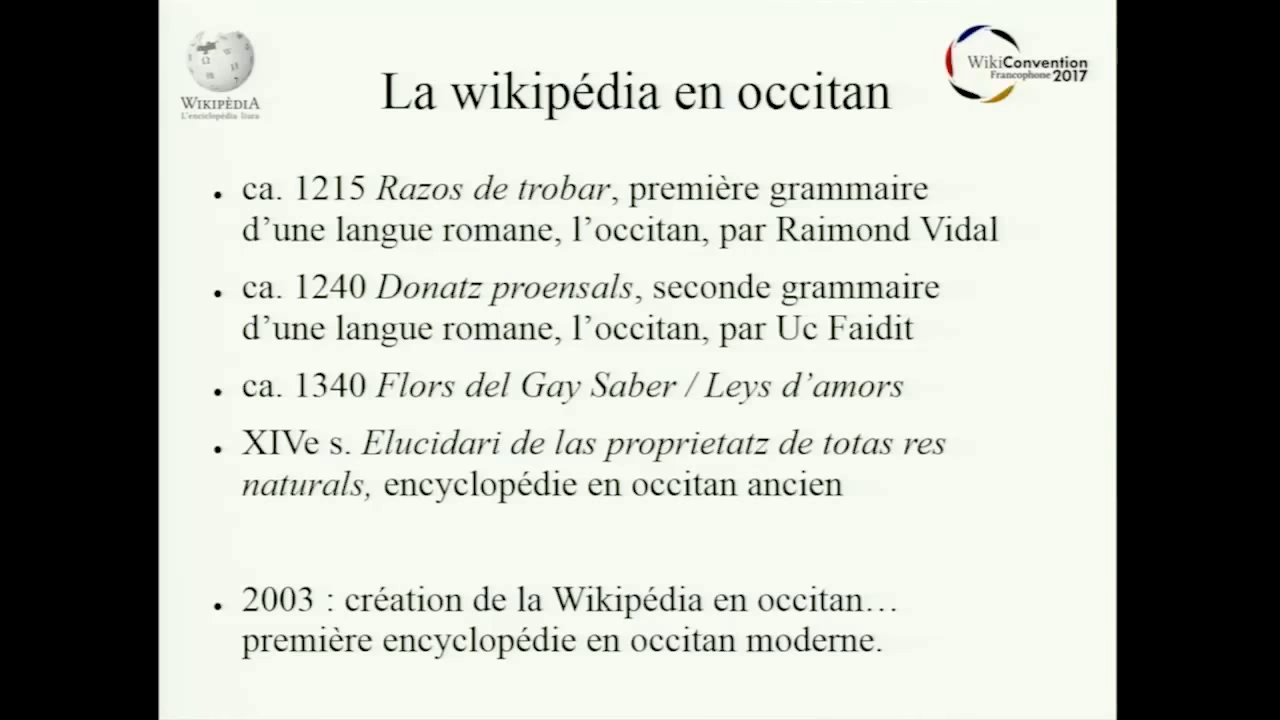 WIKIPÈDIA
L'enciclopèdia liura
WikiConvention
Francophone 2017
La wikipédia en occitan
ca. 1215 Razos de trobar, première grammaire
d’une langue romane, l’occitan, par Raimond Vidal
ca. 1240 Donatz proensals, seconde grammaire
d’une langue romane, l’occitan, par Uc Faidit
ca. 1340 Flors del Gay Saber / Leys d’amors
XIVe s. Elucidari de las proprietatz de totas res
naturals, encyclopédie en occitan ancien
2003 : création de la Wikipédia en occitan…
première encyclopédie en occitan moderne.